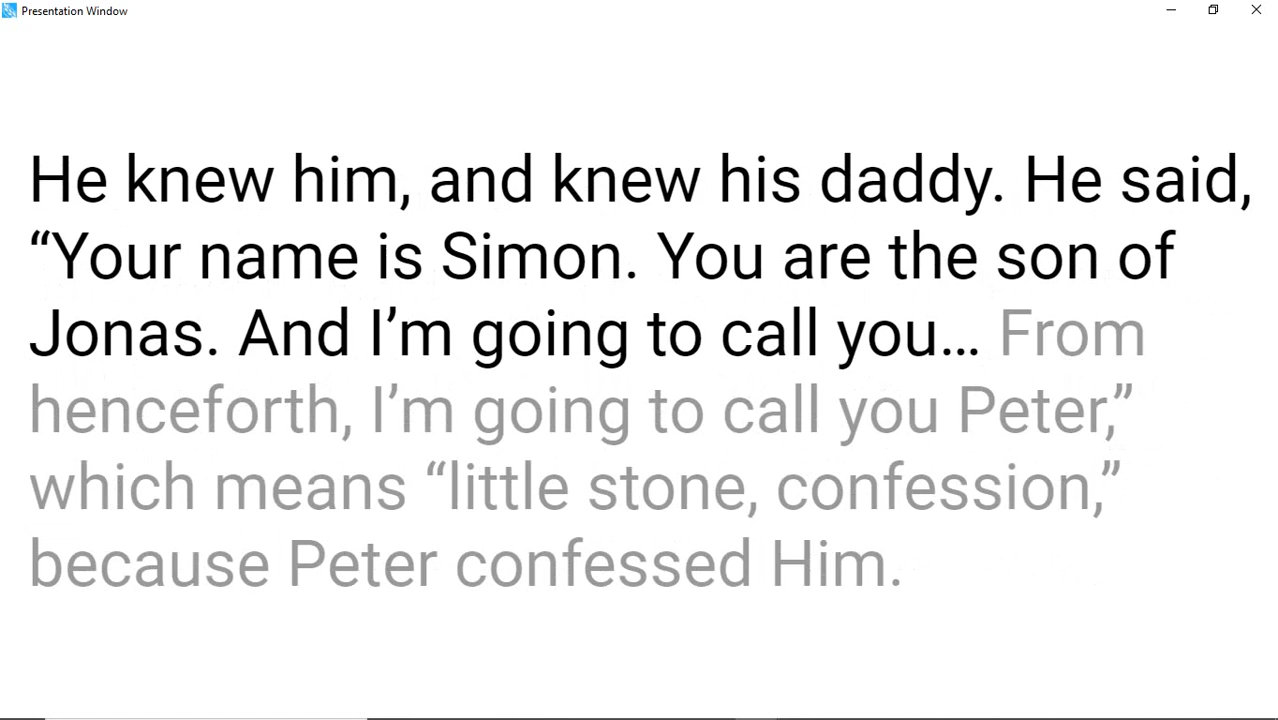 Presentation Window
He knew him, and knew his daddy. He said,
“Your name is Simon. You are the son of
Jonas. And I’m going to call you… From
henceforth, I’m going to call you Peter,”
which means “little stone, confession,”
because Peter confessed Him.